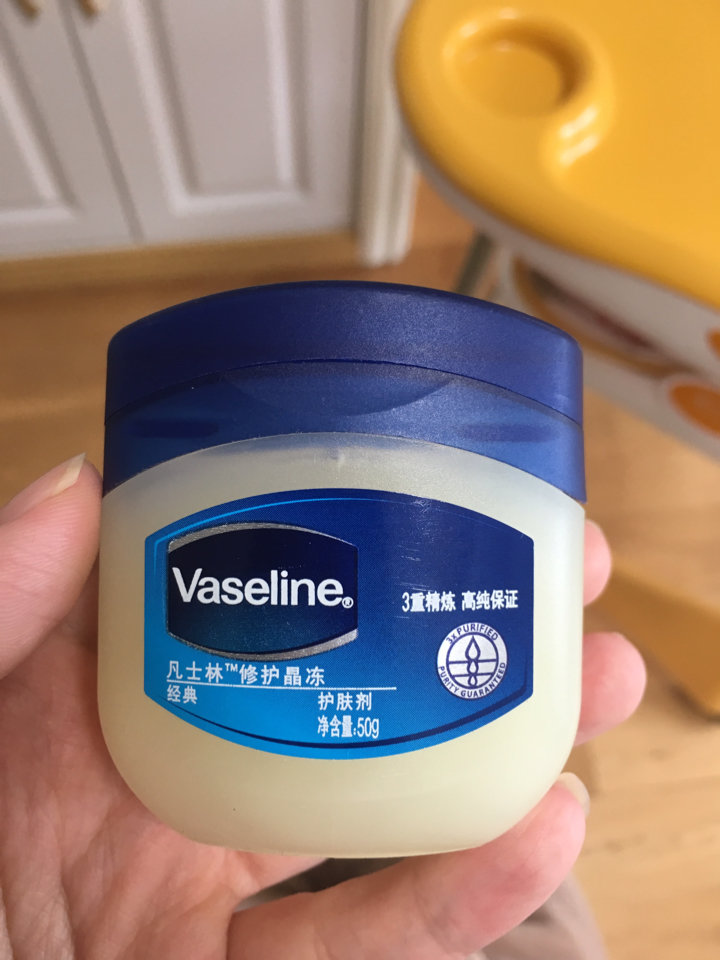 Vaseline®
3重精炼 高纯保证
3X PURIFIED
PURITY GUARANTEED
凡士林™修护晶冻
经典
护肤剂
净含量:50g